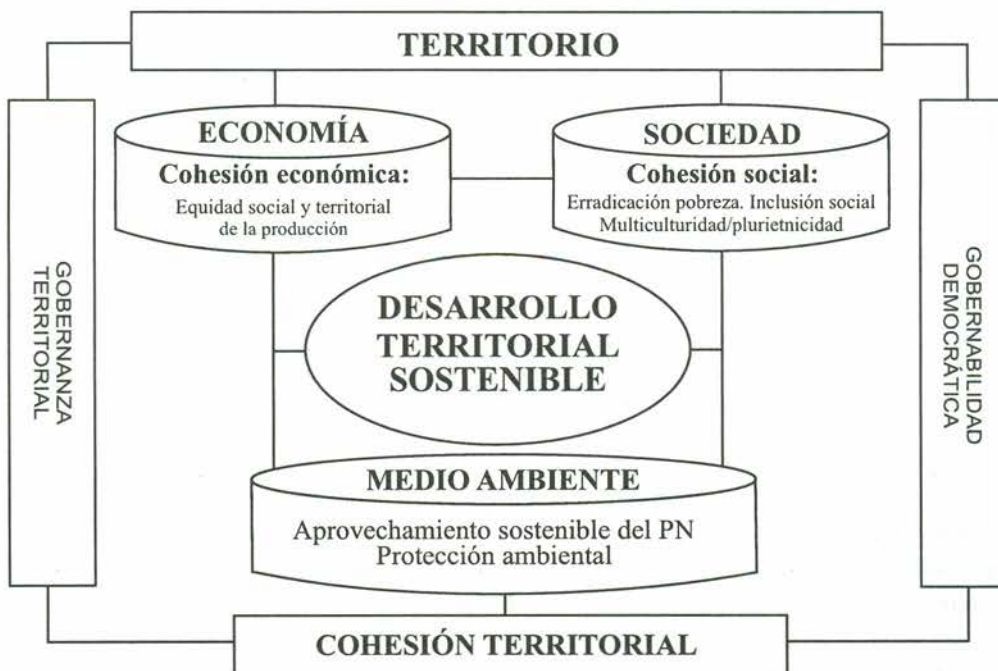 TERRITORIO
ECONOMÍA
Cohesión económica:
Equidad social y territorial
de la producción
SOCIEDAD
Cohesión social:
Erradicación pobreza. Inclusión social
Multiculturidad/plurietnicidad
GOBERNANZA
TERRITORIAL
DESARROLLO
TERRITORIAL
SOSTENIBLE
GOBERNABILIDAD
DEMOCRÁTICA
MEDIO AMBIENTE
Aprovechamiento sostenible del PN
Protección ambiental
COHESIÓN TERRITORIAL